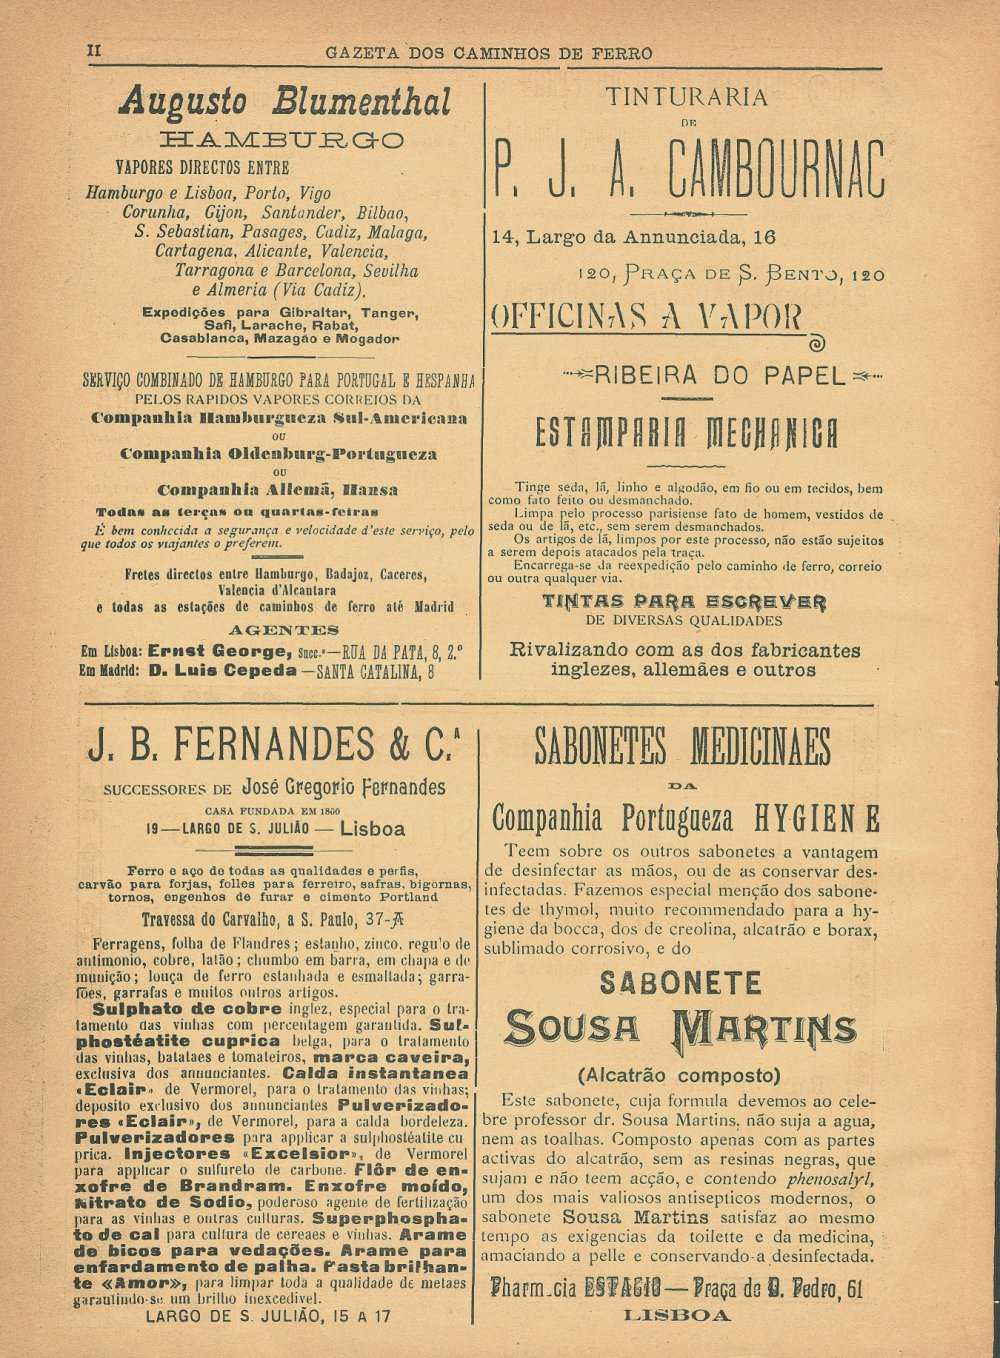 II
GAZETA DOS CAMINHOS DE FERRO
Augusto Blumenthal
HAMBURGO
VAPORES DIRECTOS ENTRE
Hamburgo e Lisboa, Porto, Vigo
Corunha, Gijon, Santander, Bilbao,
S. Sebastian, Pasages, Cadiz, Malaga,
Cartagena, Alicante, Valencia,
Tarragona e Barcelona, Sevilha
e Almeria (Via Cadiz).
Expedições para Gibraltar, Tanger,
Safi, Larache, Rabat,
Casablanca, Mazagão e Mogador
SERVIÇO COMBINADO DE HAMBURGO PARA PORTUGAL E HESPANHA
PELOS RAPIDOS VAPORES CORREIOS DA
Companhia Hamburgueza Sul-Americana
OU
Companhia Oldenburg-Portugueza
OU
Companhia Allemã, Hansa
Todas as terças ou quartas-feiras
É bem conhecida a segurança e velocidade d'este serviço, pelo
que todos os viajantes o preferem.
Fretes directos entre Hamburgo, Badajoz, Caceres,
Valencia d'Alcantara
e todas as estações de caminhos de ferro até Madrid
AGENTES
Em Lisboa: Ernst George, Succ.ª—RUA DA PATA, 8, 2.º
Em Madrid: D. Luis Cepeda—SANTA CATALINA, 8
TINTURARIA
DE
P. J. A. CAMBOURNAC
14, Largo da Annunciada, 16
120, PRAÇA DE S. BENTO, 120
OFFICINAS A VAPOR
RIBEIRA DO PAPEL
ESTAMPARIA MECHANICA
Tinge seda, lã, linho e algodão, em fio ou em tecidos, bem
como fato feito ou desmanchado.
Limpa pelo processo parisiense fato de homem, vestidos de
seda ou de lã, etc., sem serem desmanchados.
Os artigos de lã, limpos por este processo, não estão sujeitos
a serem depois atacados pela traça.
Encarrega-se da reexpedição pelo caminho de ferro, correio
ou outra qualquer via.
TINTAS PARA ESCREVER
DE DIVERSAS QUALIDADES
Rivalizando com as dos fabricantes
inglezes, allemães e outros
J. B. FERNANDES & C.ª
SUCCESSORES DE José Gregorio Fernandes
CASA FUNDADA EM 1860
19—LARGO DE S. JULIÃO—Lisboa
Ferro e aço de todas as qualidades e perfis,
carvão para forjas, folles para ferreiro, safras, bigornas,
tornos, engenhos de furar e cimento Portland
Travessa do Carvalho, a S. Paulo, 37-A
Ferragens, folha de Flandres; estanho, zinco, regu'o de
antimonio, cobre, latão; chumbo em barra, em chapa e de
munição; louça de ferro estanhada e esmaltada; garra-
fões, garrafas e muitos outros artigos.
Sulphato de cobre inglez, especial para o tra-
tamento das vinhas com percentagem garantida. Sul-
phostéatite cuprica belga, para o tratamento
das vinhas, batataes e tomateiros, marca caveira,
exclusiva dos annunciantes. Calda instantanea
«Eclair» de Vermorel, para o tratamento das vinhas;
deposito exclusivo dos annunciantes Pulverizado-
res «Eclair», de Vermorel, para a calda bordeleza.
Pulverizadores para applicar a sulphostéatite cu
prica. Injectores «Excelsior», de Vermorel
para applicar o sulfureto de carbone. Flôr de en-
xofre de Brandram. Enxofre moído,
Nitrato de Sodio, poderoso agente de fertilização
para as vinhas e outras culturas. Superphospha-
to de cal para cultura de cereaes e vinhas. Arame
de bicos para vedações. Arame para
enfardamento de palha. Pasta brilhan-
te «Amor», para limpar toda a qualidade de metaes
garantindo-se um brilho inexcedivel.
LARGO DE S. JULIÃO, 15 A 17
SABONETES MEDICINAES
DA
Companhia Portugueza HYGIENE
Teem sobre os outros sabonetes a vantagem
de desinfectar as mãos, ou de as conservar des-
infectadas. Fazemos especial menção dos sabone-
tes de thymol, muito recommendado para a hy-
giene da bocca, dos de creolina, alcatrão e borax,
sublimado corrosivo, e do
SABONETE
SOUSA MARTINS
(Alcatrão composto)
Este sabonete, cuja formula devemos ao cele-
bre professor dr. Sousa Martins, não suja a agua,
nem as toalhas. Composto apenas com as partes
activas do alcatrão, sem as resinas negras, que
sujam e não teem acção, e contendo phenosalyl,
um dos mais valiosos antisepticos modernos, o
sabonete Sousa Martins satisfaz ao mesmo
tempo as exigencias da toilette e da medicina,
amaciando a pelle e conservando-a desinfectada.
Pharm.cia ESTACIO—Praça de D. Pedro, 61
LISBOA